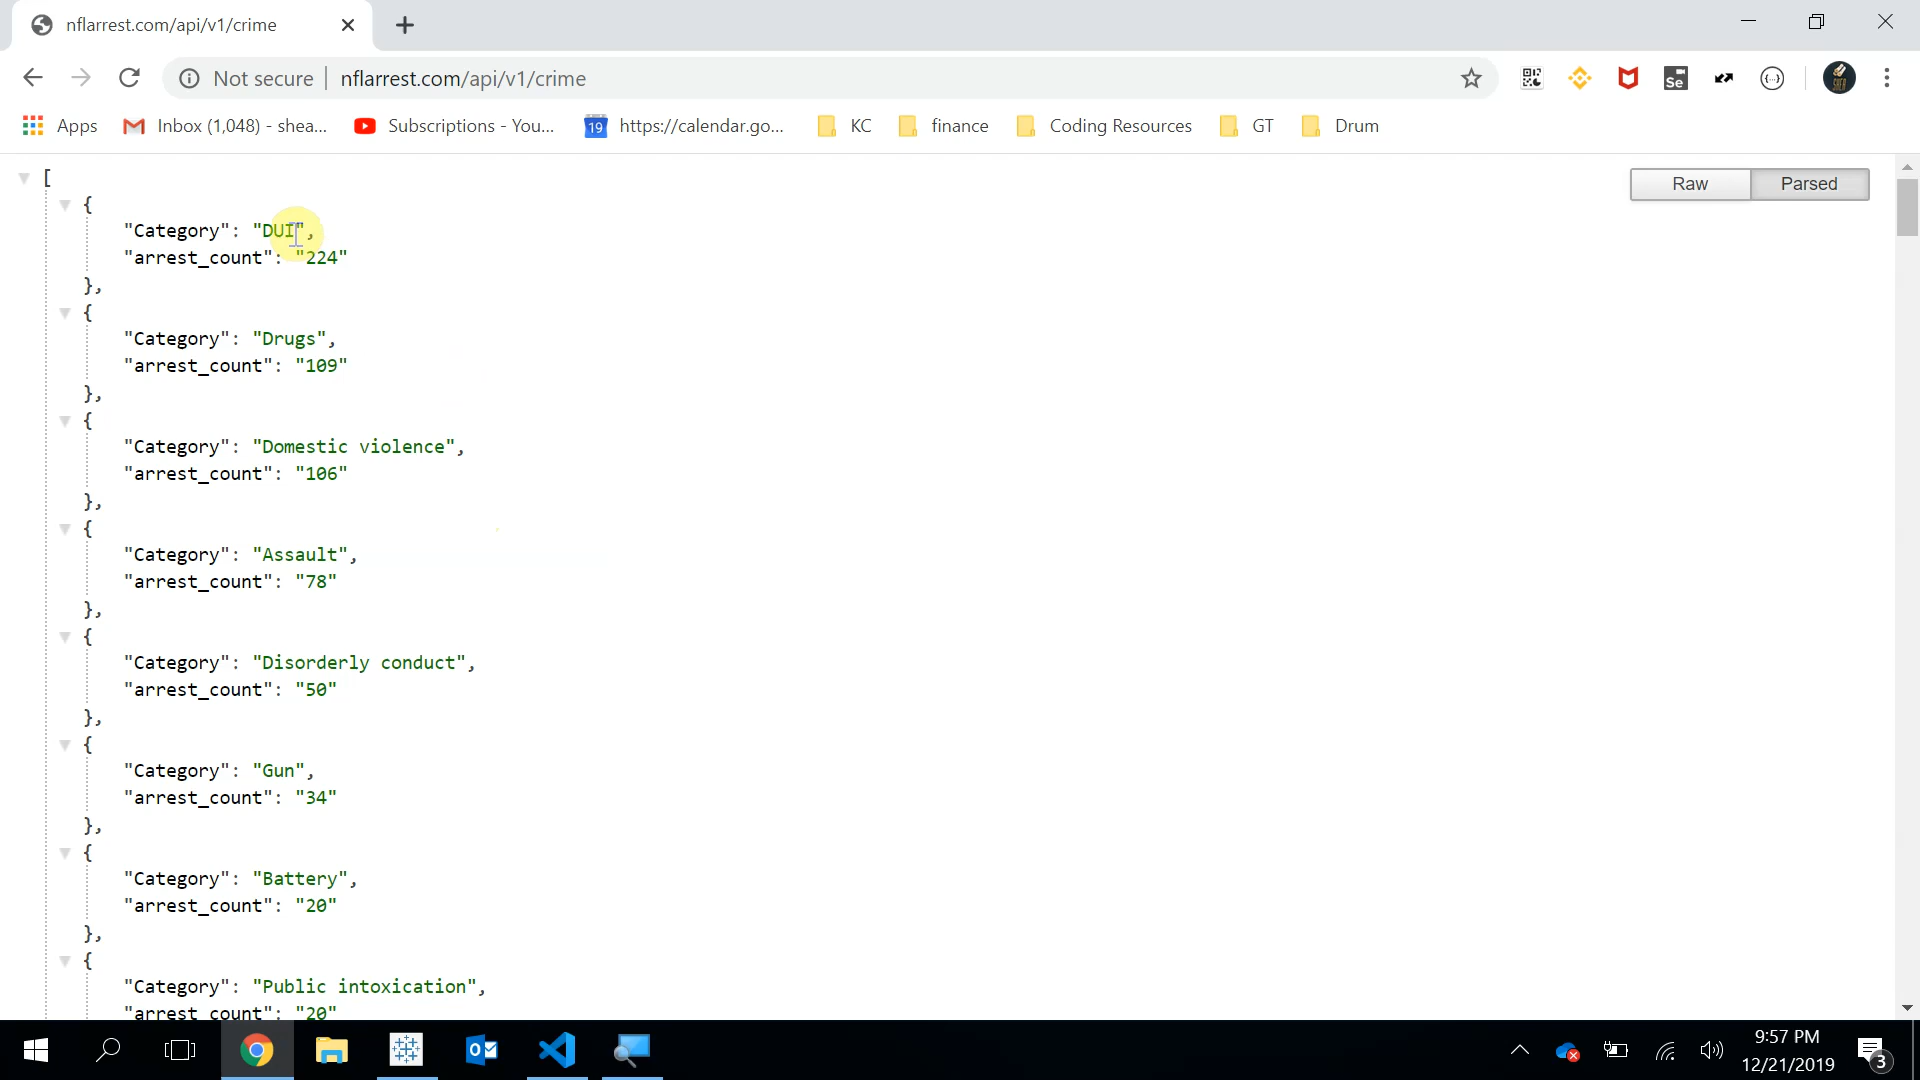 nflarrest.com/api/v1/crime
Not secure | nflarrest.com/api/v1/crime
Se
{···}
Apps
Inbox (1,048) - shea...
Subscriptions - You...
19
https://calendar.go...
KC
finance
Coding Resources
GT
Drum
Raw
Parsed
[
{
"Category": "DUI",
"arrest_count": "224"
},
{
"Category": "Drugs",
"arrest_count": "109"
},
{
"Category": "Domestic violence",
"arrest_count": "106"
},
{
"Category": "Assault",
"arrest_count": "78"
},
{
"Category": "Disorderly conduct",
"arrest_count": "50"
},
{
"Category": "Gun",
"arrest_count": "34"
},
{
"Category": "Battery",
"arrest_count": "20"
},
{
"Category": "Public intoxication",
"arrest_count": "20"
9:57 PM
12/21/2019
3